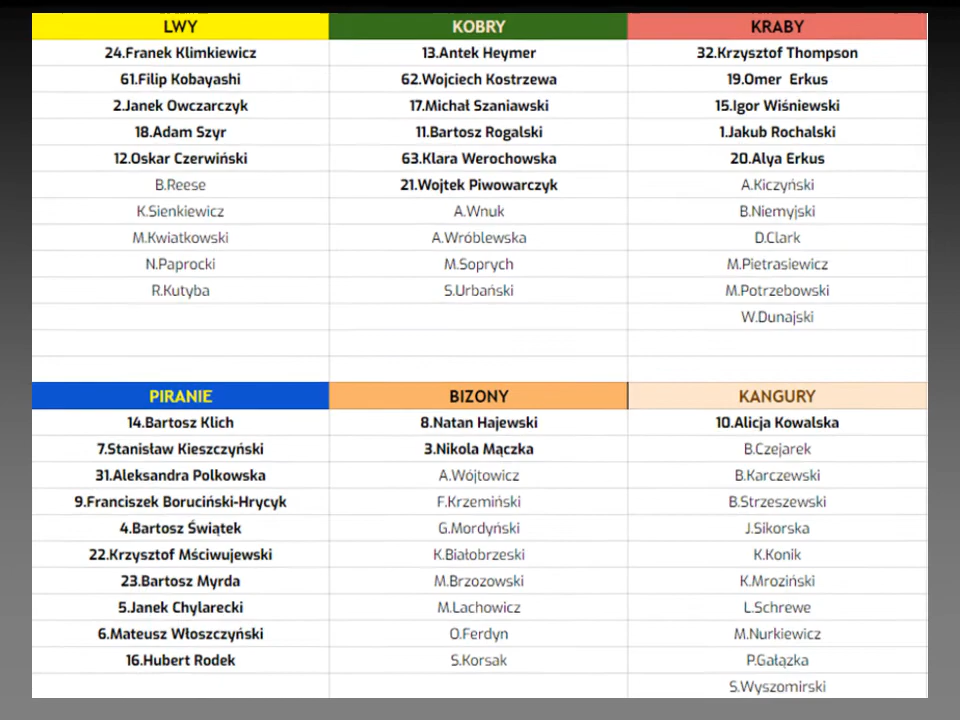 LWY KOBRY KRABY
24.Franek Klimkiewicz 13.Antek Heymer 32.Krzysztof Thompson
61.Filip Kobayashi 62.Wojciech Kostrzewa 19.Omer Erkus
2.Janek Owczarczyk 17.Michał Szaniawski 15.Igor Wiśniewski
18.Adam Szyr 11.Bartosz Rogalski 1.Jakub Rochalski
12.Oskar Czerwiński 63.Klara Werochowska 20.Alya Erkus
B.Reese 21.Wojtek Piwowarczyk A.Kiczyński
K.Sienkiewicz A.Wnuk B.Niemyjski
M.Kwiatkowski A.Wróblewska D.Clark
N.Paprocki M.Soprych M.Pietrasiewicz
R.Kutyba S.Urbański M.Potrzebowski
W.Dunajski
PIRANIE BIZONY KANGURY
14.Bartosz Klich 8.Natan Hajewski 10.Alicja Kowalska
7.Stanisław Kieszczyński 3.Nikola Mączka B.Czejarek
31.Aleksandra Polkowska A.Wójtowicz B.Karczewski
9.Franciszek Boruciński-Hrycyk F.Krzemiński B.Strzeszewski
4.Bartosz Świątek G.Mordyński J.Sikorska
22.Krzysztof Mściwujewski K.Białobrzeski K.Konik
23.Bartosz Myrda M.Brzozowski K.Mroziński
5.Janek Chylarecki M.Lachowicz L.Schrewe
6.Mateusz Włoszczyński O.Ferdyn M.Nurkiewicz
16.Hubert Rodek S.Korsak P.Gałązka
S.Wyszomirski